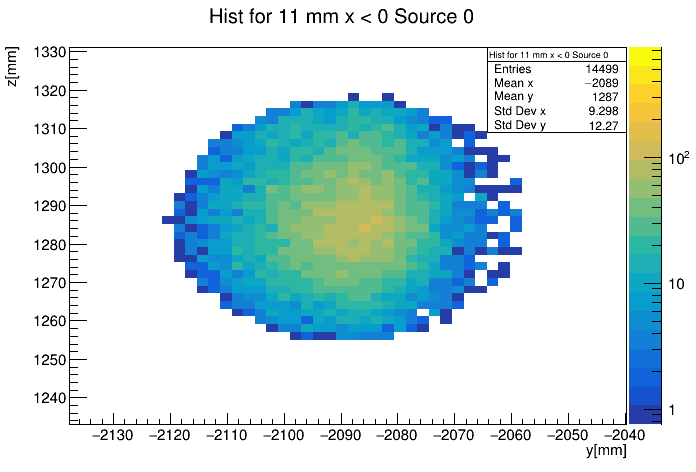 Hist for 11 mm x < 0 Source 0
z[mm]
1330
1320
1310
1300
1290
1280
1270
1260
1250
1240
Hist for 11 mm x < 0 Source 0
Entries 14499
Mean x −2089
Mean y 1287
Std Dev x 9.298
Std Dev y 12.27
10²
10
1
−2130 −2120 −2110 −2100 −2090 −2080 −2070 −2060 −2050 −2040
y[mm]